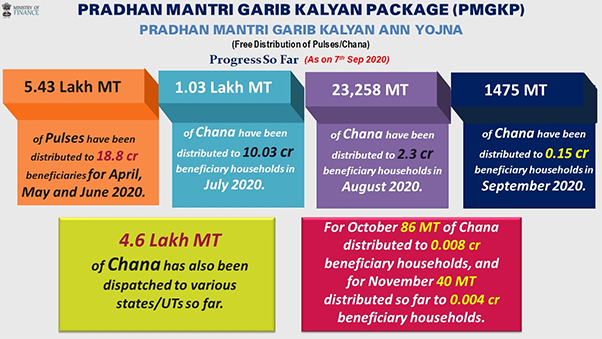 MINISTRY OF
FINANCE
PRADHAN MANTRI GARIB KALYAN PACKAGE (PMGKP)
PRADHAN MANTRI GARIB KALYAN ANN YOJNA
(Free Distribution of Pulses/Chana)
Progress So Far (As on 7th Sep 2020)
5.43 Lakh MT
of Pulses have been
distributed to 18.8 cr
beneficiaries for April,
May and June 2020.
1.03 Lakh MT
of Chana have been
distributed to 10.03 cr
beneficiary households in
July 2020.
23,258 MT
of Chana have been
distributed to 2.3 cr
beneficiary households in
August 2020.
1475 MT
of Chana have been
distributed to 0.15 cr
beneficiary households in
September 2020.
4.6 Lakh MT
of Chana has also been
dispatched to various
states/UTs so far.
For October 86 MT of Chana
distributed to 0.008 cr
beneficiary households, and
for November 40 MT
distributed so far to 0.004 cr
beneficiary households.